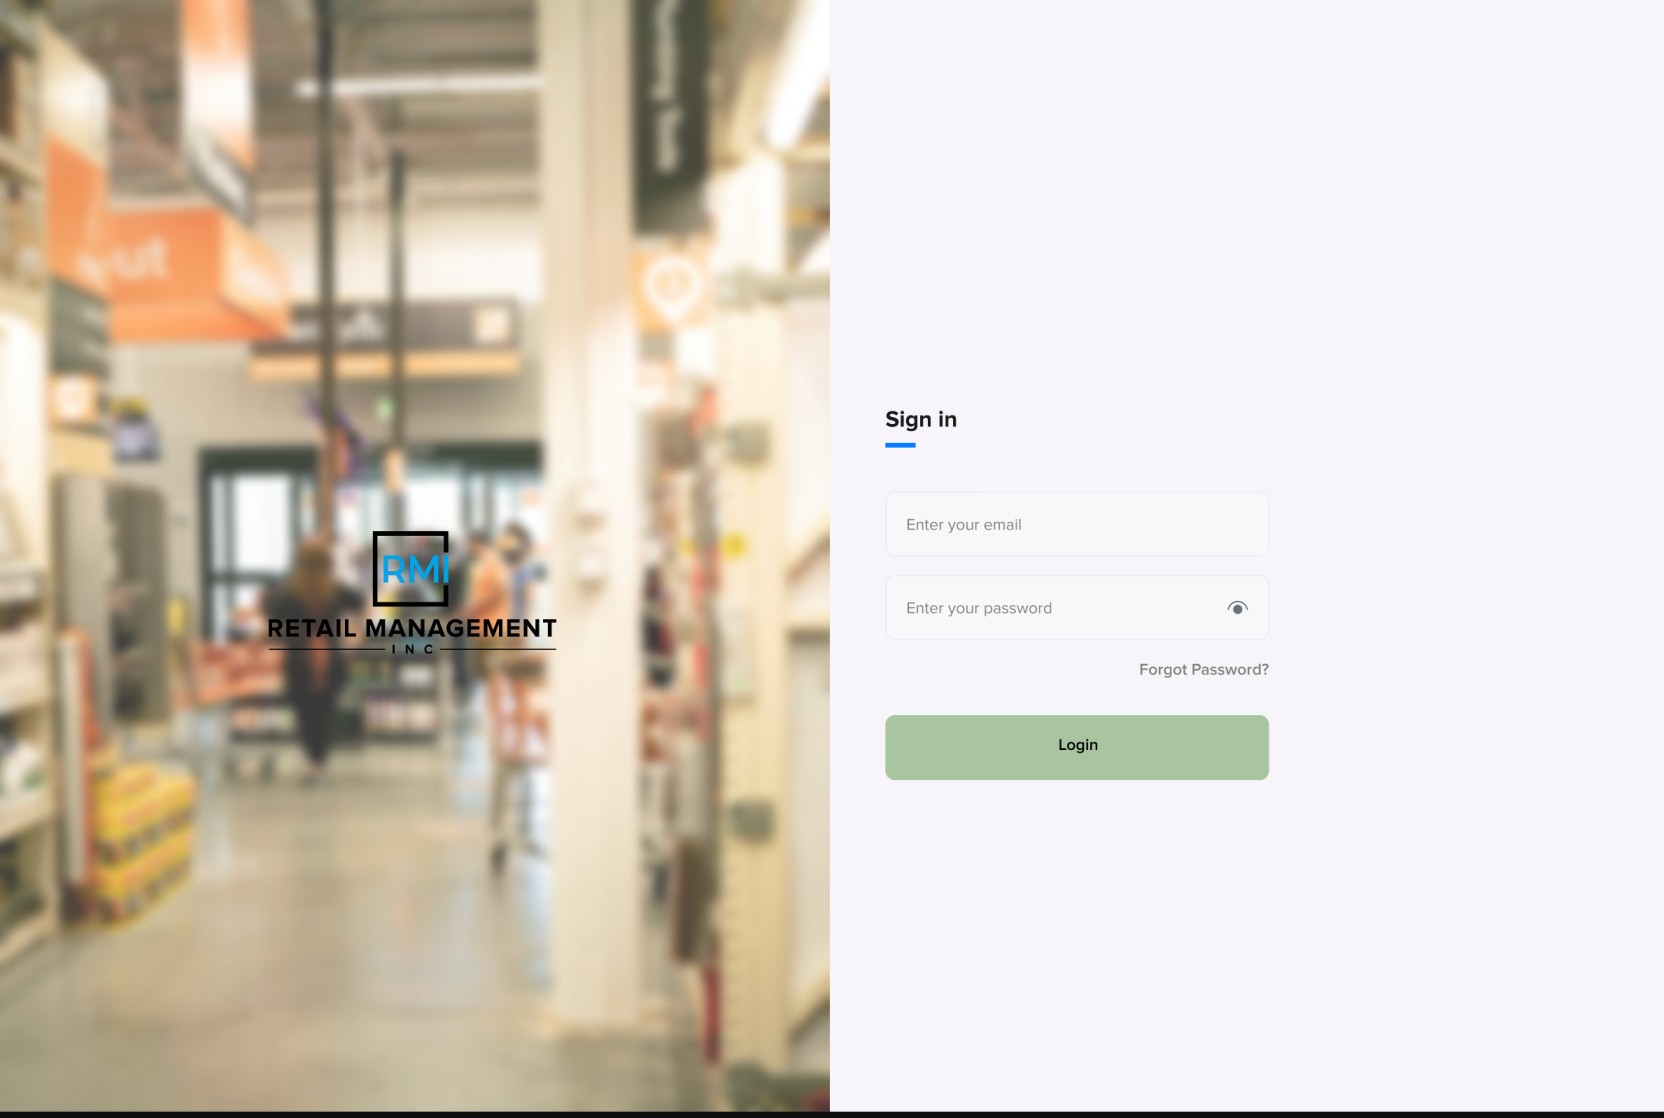 RMI
RETAIL MANAGEMENT
INC
Sign in
Enter your email
Enter your password
Forgot Password?
Login